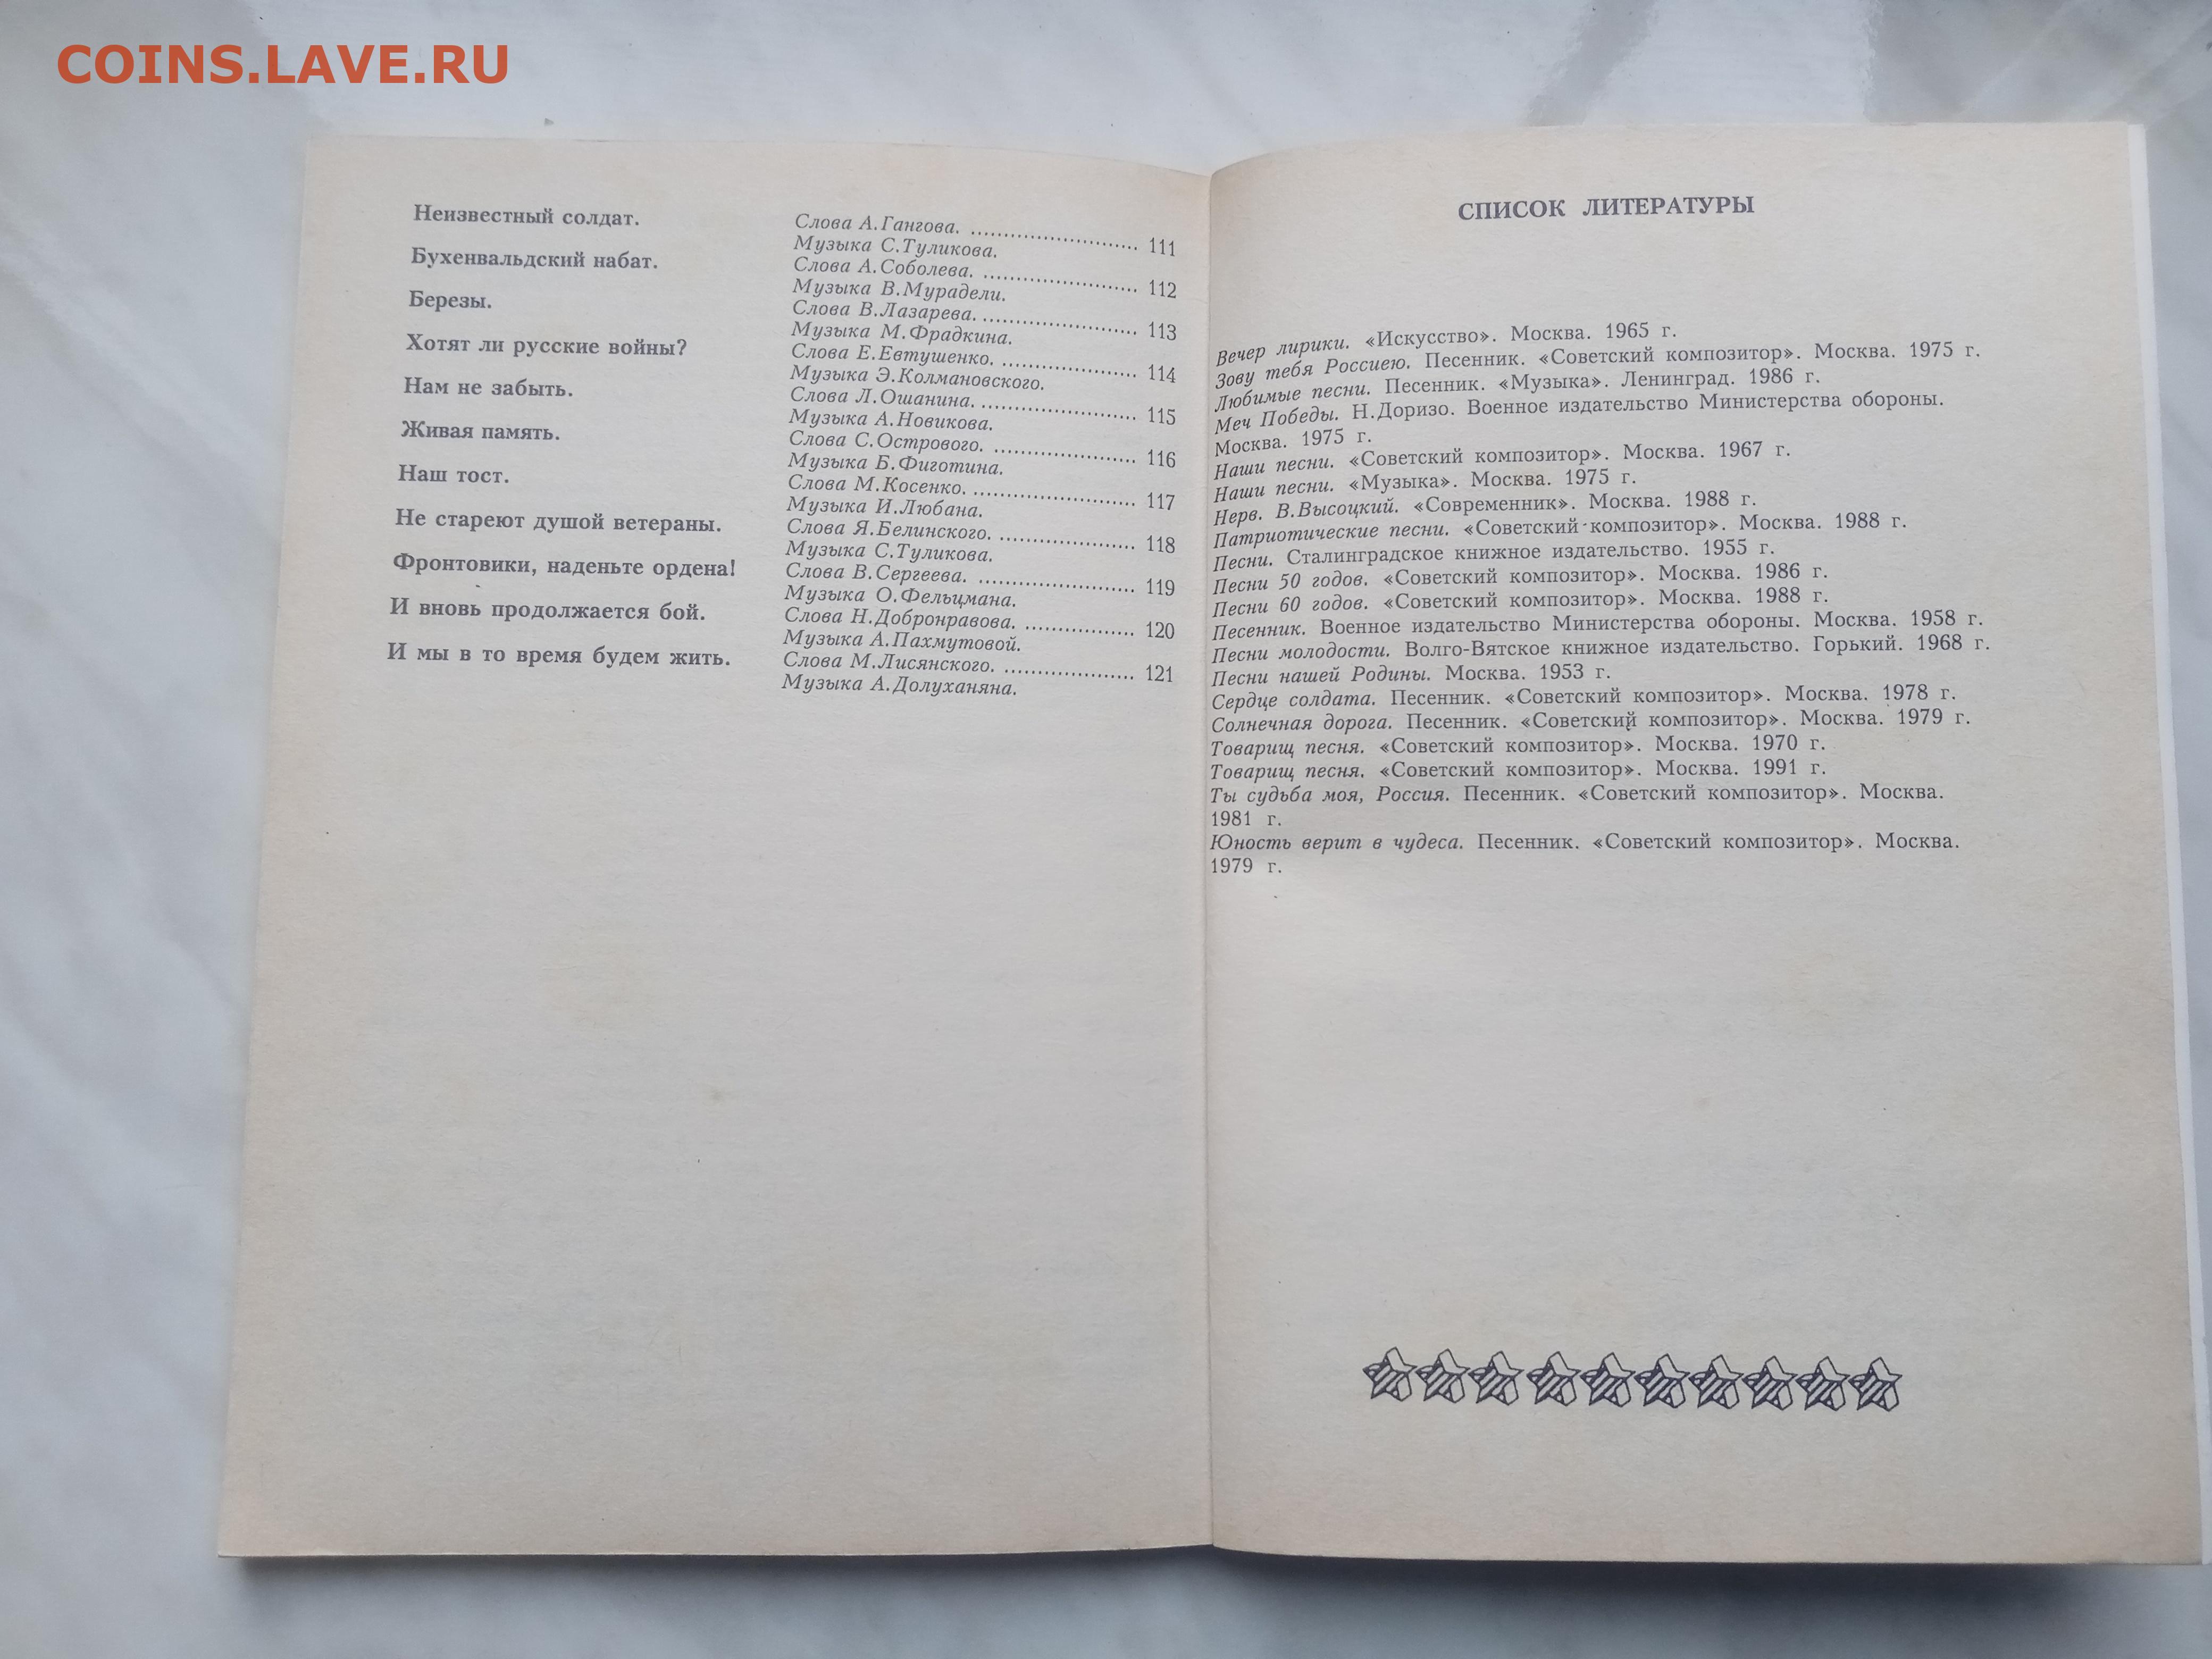 COINS.LAVE.RU
Неизвестный солдат.
Слова А.Гангова. ........................ 111
Музыка С.Туликова.
Бухенвальдский набат.
Слова А.Соболева. ...................... 112
Музыка В.Мурадели.
Березы.
Слова В.Лазарева. ...................... 113
Музыка М.Фрадкина.
Хотят ли русские войны?
Слова Е.Евтушенко. .................... 114
Музыка Э.Колмановского.
Нам не забыть.
Слова Л.Ошанина. ...................... 115
Музыка А.Новикова.
Живая память.
Слова С.Острового. ..................... 116
Музыка Б.Фиготина.
Наш тост.
Слова М.Косенко. ........................ 117
Музыка И.Любана.
Не стареют душой ветераны.
Слова Я.Белинского. .................... 118
Музыка С.Туликова.
Фронтовики, наденьте ордена!
Слова В.Сергеева. ....................... 119
Музыка О.Фельцмана.
И вновь продолжается бой.
Слова Н.Добронравова. ................ 120
Музыка А.Пахмутовой.
И мы в то время будем жить.
Слова М.Лисянского. ................... 121
Музыка А.Долуханяна.
СПИСОК ЛИТЕРАТУРЫ
Вечер лирики. «Искусство». Москва. 1965 г.
Зову тебя Россиею. Песенник. «Советский композитор». Москва. 1975 г.
Любимые песни. Песенник. «Музыка». Ленинград. 1986 г.
Меч Победы. Н.Доризо. Военное издательство Министерства обороны.
Москва. 1975 г.
Наши песни. «Советский композитор». Москва. 1967 г.
Наши песни. «Музыка». Москва. 1975 г.
Нерв. В.Высоцкий. «Современник». Москва. 1988 г.
Патриотические песни. «Советский композитор». Москва. 1988 г.
Песни. Сталинградское книжное издательство. 1955 г.
Песни 50 годов. «Советский композитор». Москва. 1986 г.
Песни 60 годов. «Советский композитор». Москва. 1988 г.
Песенник. Военное издательство Министерства обороны. Москва. 1958 г.
Песни молодости. Волго-Вятское книжное издательство. Горький. 1968 г.
Песни нашей Родины. Москва. 1953 г.
Сердце солдата. Песенник. «Советский композитор». Москва. 1978 г.
Солнечная дорога. Песенник. «Советский композитор». Москва. 1979 г.
Товарищ песня. «Советский композитор». Москва. 1970 г.
Товарищ песня. «Советский композитор». Москва. 1991 г.
Ты судьба моя, Россия. Песенник. «Советский композитор». Москва.
1981 г.
Юность верит в чудеса. Песенник. «Советский композитор». Москва.
1979 г.